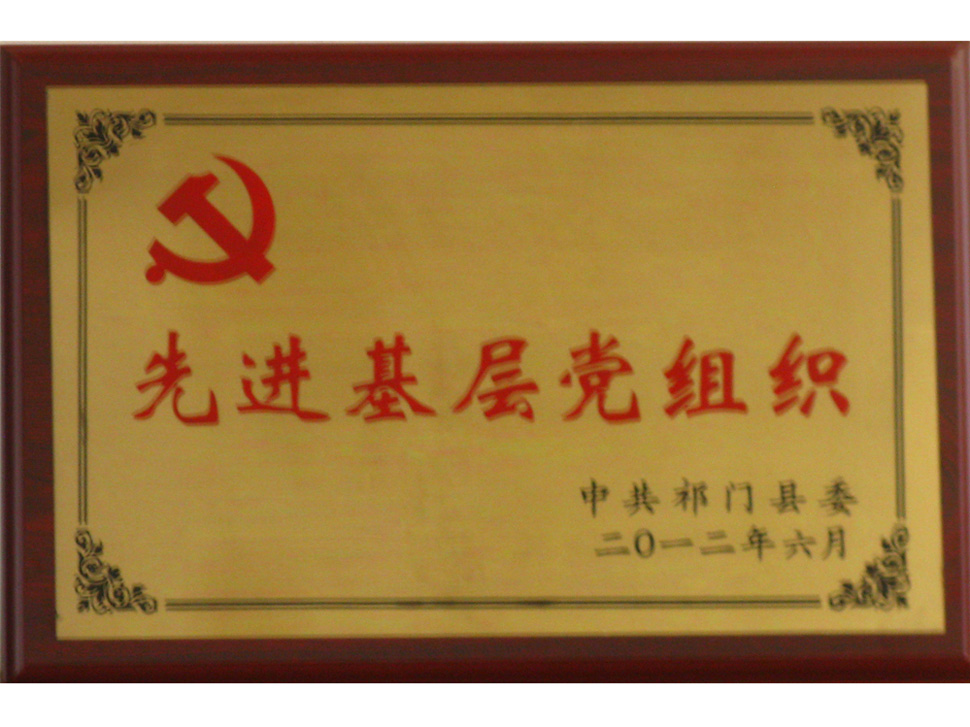 先进基层党组织
中共祁门县委
二〇一二年六月